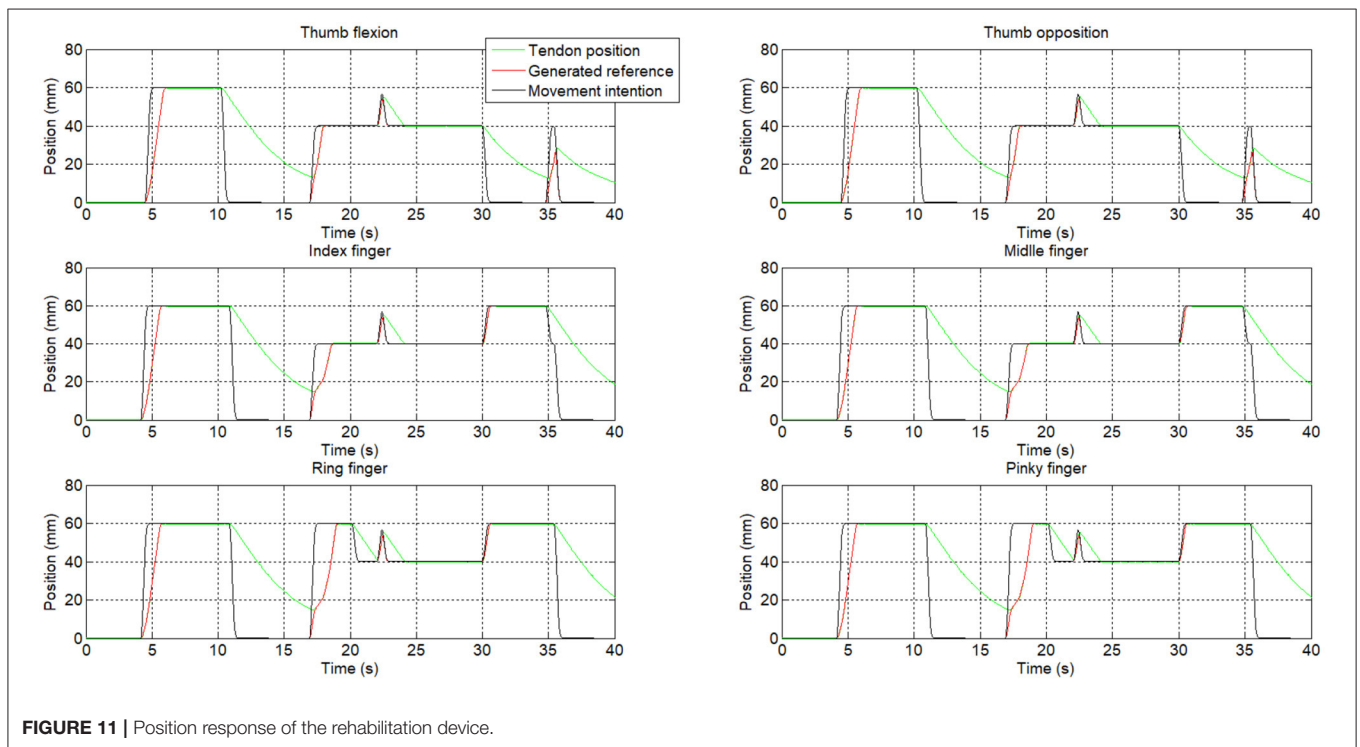 Thumb flexion
80
60
40
20
0
Position (mm)
0 5 10 15 20 25 30 35 40
Time (s)
Tendon position
Generated reference
Movement intention
Thumb opposition
80
60
40
20
0
Position (mm)
0 5 10 15 20 25 30 35 40
Time (s)
Index finger
80
60
40
20
0
Position (mm)
0 5 10 15 20 25 30 35 40
Time (s)
Midlle finger
80
60
40
20
0
Position (mm)
0 5 10 15 20 25 30 35 40
Time (s)
Ring finger
80
60
40
20
0
Position (mm)
0 5 10 15 20 25 30 35 40
Time (s)
Pinky finger
80
60
40
20
0
Position (mm)
0 5 10 15 20 25 30 35 40
Time (s)
FIGURE 11 | Position response of the rehabilitation device.